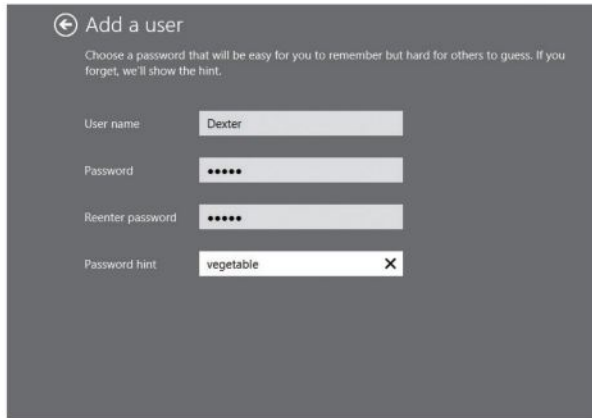 Add a user
Choose a password that will be easy for you to remember but hard for others to guess. If you
forget, we'll show the hint.
User name Dexter
Password •••••
Reenter password •••••
Password hint vegetable